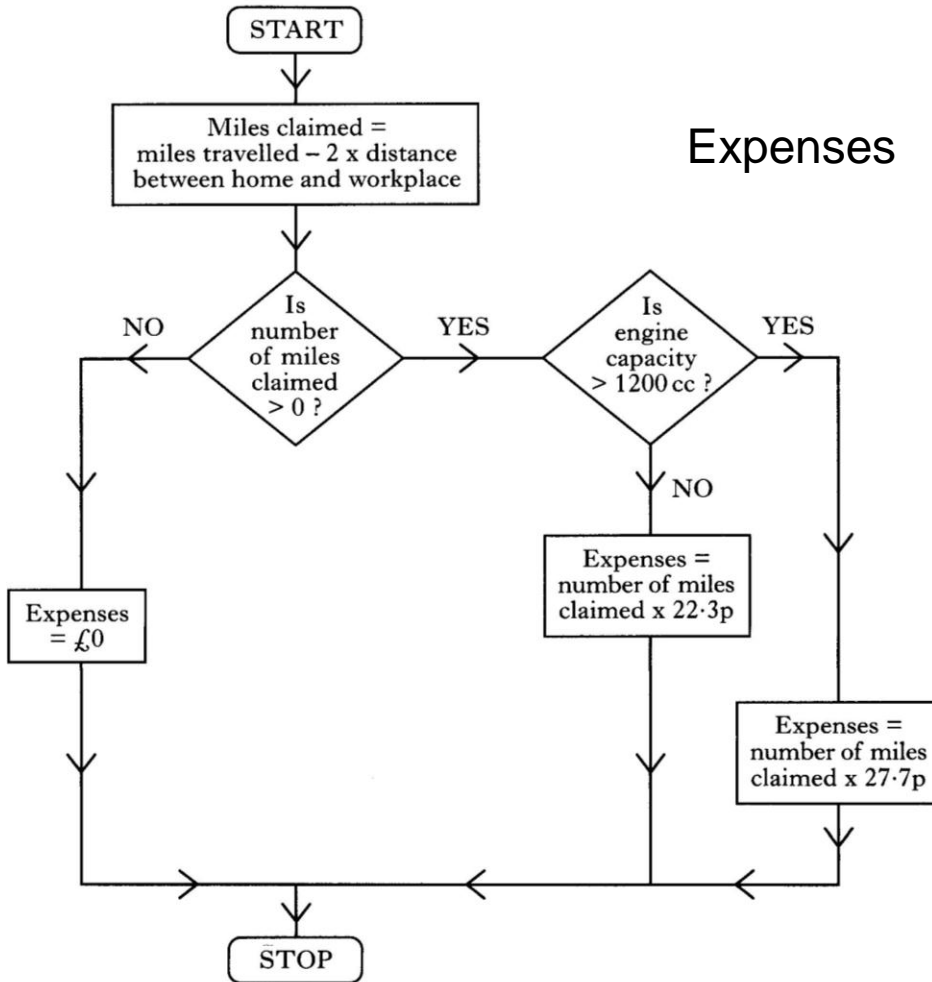 START
Miles claimed =
miles travelled – 2 x distance
between home and workplace
Expenses
Is
number
of miles
claimed
> 0 ?
NO
YES
Is
engine
capacity
> 1200 cc ?
YES
NO
Expenses
= £0
Expenses =
number of miles
claimed x 22·3p
Expenses =
number of miles
claimed x 27·7p
STOP